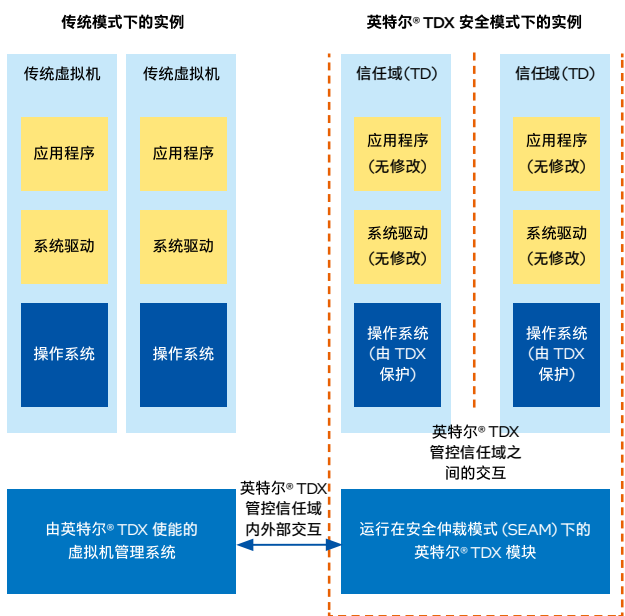 传统模式下的实例
英特尔® TDX 安全模式下的实例
传统虚拟机
传统虚拟机
信任域(TD)
信任域(TD)
应用程序
应用程序
应用程序
(无修改)
应用程序
(无修改)
系统驱动
系统驱动
系统驱动
(无修改)
系统驱动
(无修改)
操作系统
操作系统
操作系统
(由 TDX
保护)
操作系统
(由 TDX
保护)
英特尔® TDX
管控信任域之
间的交互
英特尔® TDX
管控信任域
内外部交互
由英特尔® TDX 使能的
虚拟机管理系统
运行在安全仲裁模式 (SEAM) 下的
英特尔® TDX 模块